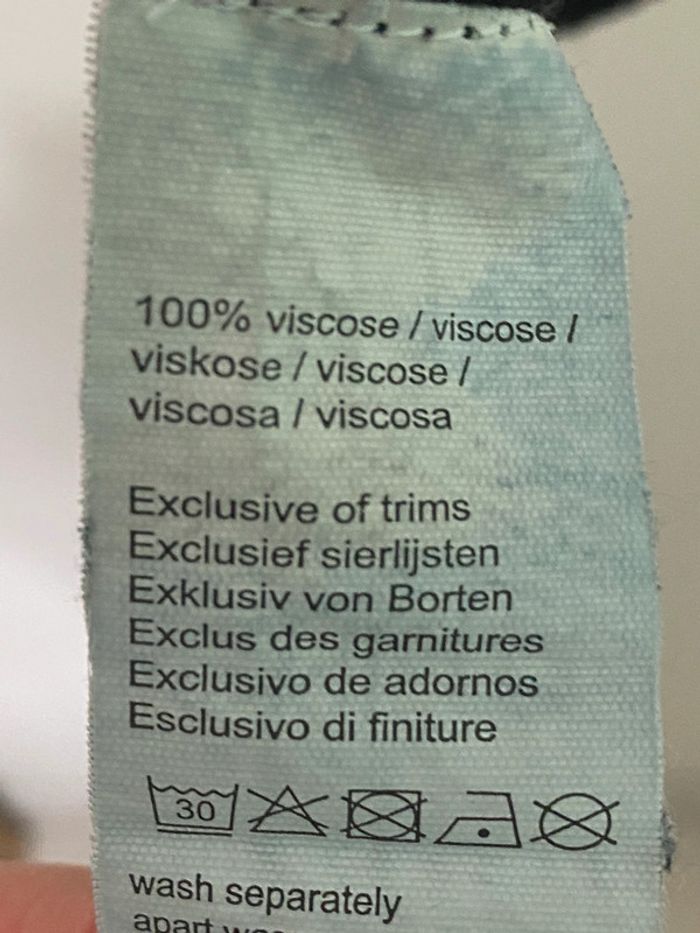 100% viscose / viscose /
viskose / viscose /
viscosa / viscosa
Exclusive of trims
Exclusief sierlijsten
Exklusiv von Borten
Exclus des garnitures
Exclusivo de adornos
Esclusivo di finiture
30
wash separately
apart